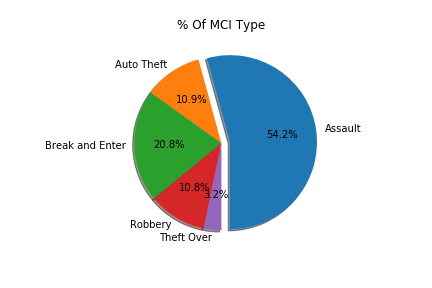 % Of MCI Type
Auto Theft
10.9%
Assault
54.2%
Break and Enter
20.8%
10.8%
3.2%
Robbery
Theft Over